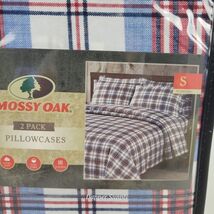 MOSSY OAK.
2 PACK
PILLOWCASES
S